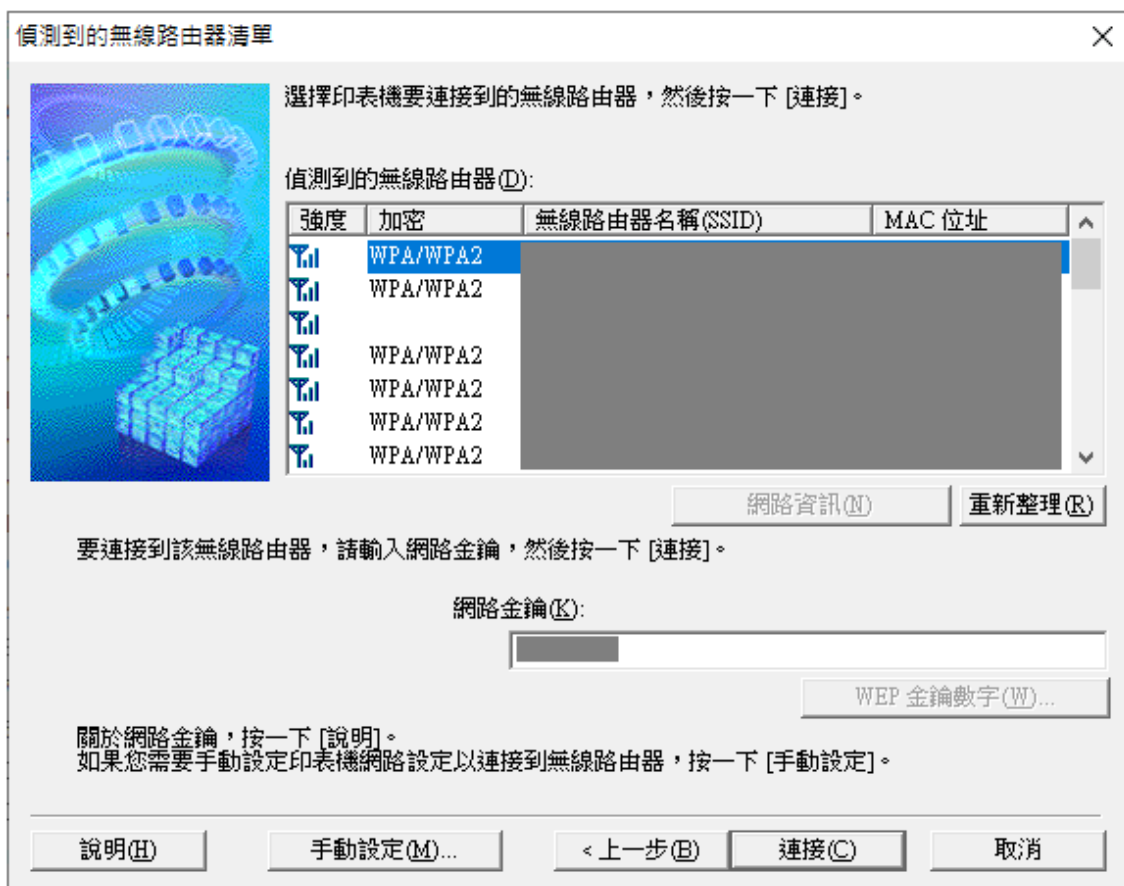 偵測到的無線路由器清單
選擇印表機要連接到的無線路由器，然後按一下 [連接]。
偵測到的無線路由器(D):
強度 加密 無線路由器名稱(SSID) MAC 位址
WPA/WPA2
WPA/WPA2
WPA/WPA2
WPA/WPA2
WPA/WPA2
WPA/WPA2
網路資訊(N) 重新整理(R)
要連接到該無線路由器，請輸入網路金鑰，然後按一下 [連接]。
網路金鑰(K):
WEP 金鑰數字(W)...
關於網路金鑰，按一下 [說明]。
如果您需要手動設定印表機網路設定以連接到無線路由器，按一下 [手動設定]。
說明(H) 手動設定(M)... < 上一步(B) 連接(C) 取消